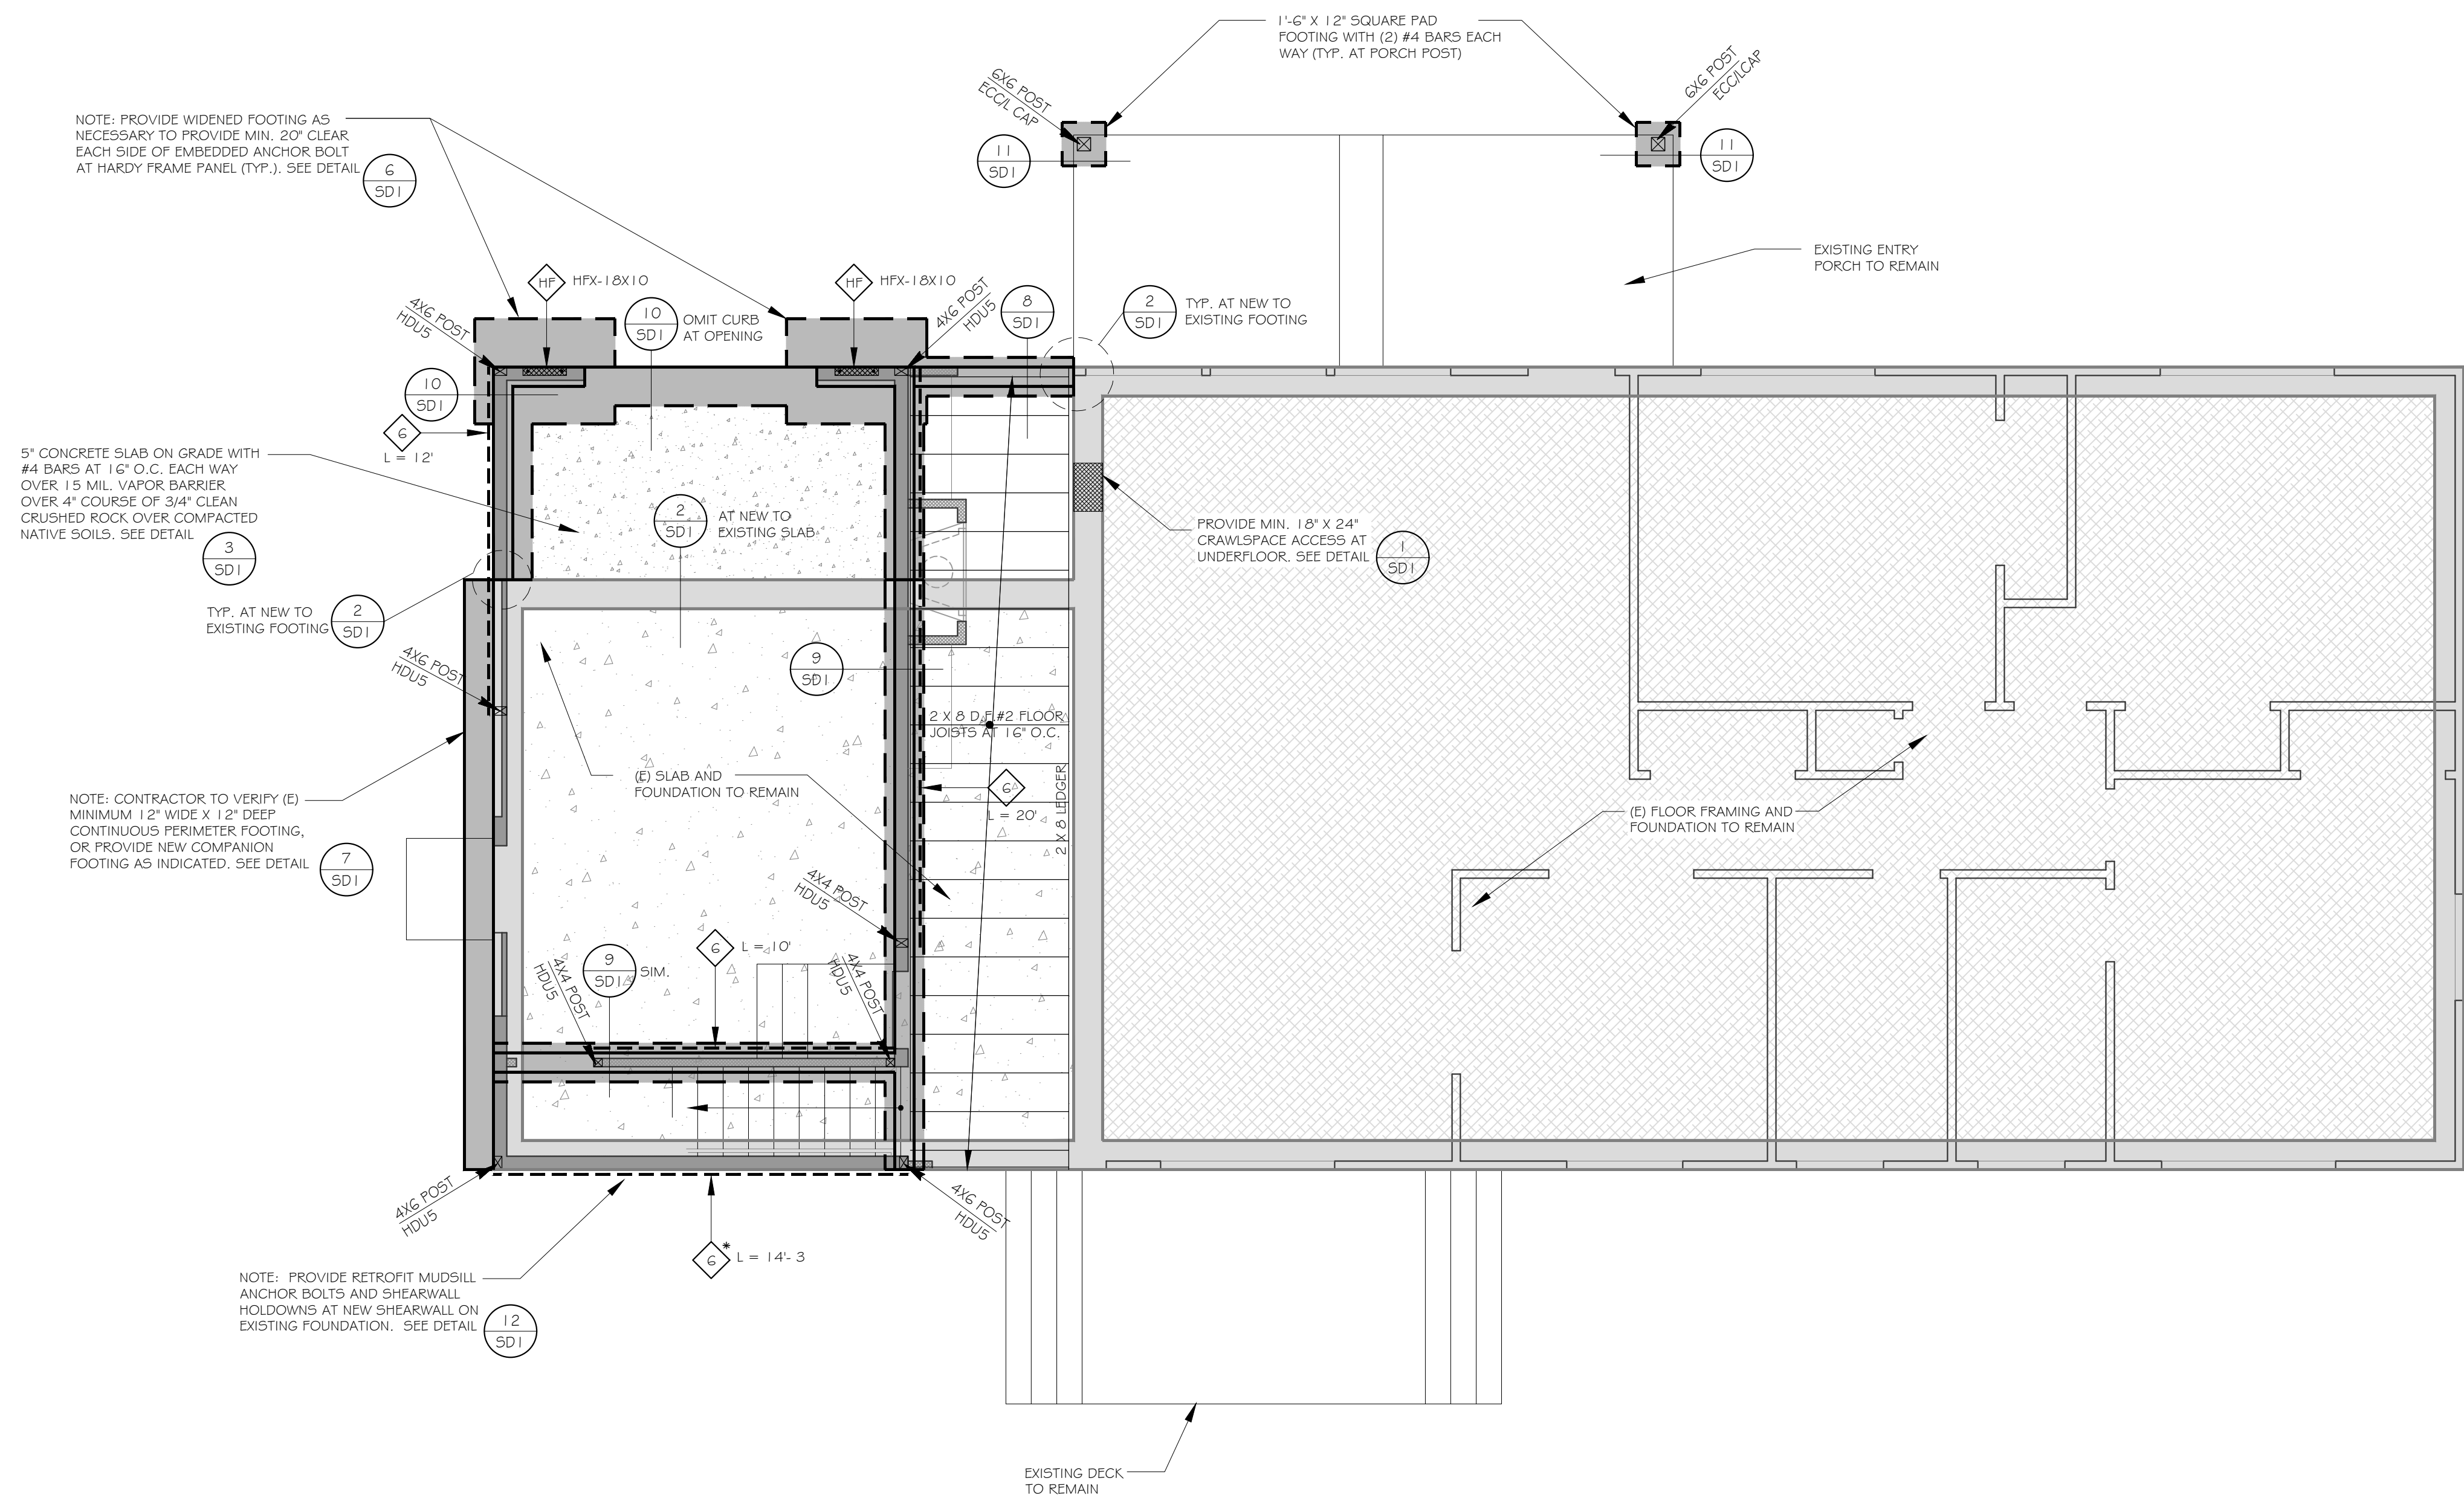 1'-6" X 12" SQUARE PAD
FOOTING WITH (2) #4 BARS EACH
WAY (TYP. AT PORCH POST)
6X6 POST
ECC/L CAP
6X6 POST
ECC/LCAP
NOTE: PROVIDE WIDENED FOOTING AS
NECESSARY TO PROVIDE MIN. 20" CLEAR
EACH SIDE OF EMBEDDED ANCHOR BOLT
AT HARDY FRAME PANEL (TYP.). SEE DETAIL
6
SD1
11
SD1
11
SD1
EXISTING ENTRY
PORCH TO REMAIN
HF
HFX-18X10
HF
HFX-18X10
4X6 POST
HDU5
10
SD1
OMIT CURB
AT OPENING
4X6 POST
HDU5
8
SD1
2
SD1
TYP. AT NEW TO
EXISTING FOOTING
10
SD1
6
L = 12'
5" CONCRETE SLAB ON GRADE WITH
#4 BARS AT 16" O.C. EACH WAY
OVER 15 MIL. VAPOR BARRIER
OVER 4" COURSE OF 3/4" CLEAN
CRUSHED ROCK OVER COMPACTED
NATIVE SOILS. SEE DETAIL
3
SD1
2
SD1
AT NEW TO
EXISTING SLAB
PROVIDE MIN. 18" X 24"
CRAWLSPACE ACCESS AT
UNDERFLOOR. SEE DETAIL
1
SD1
TYP. AT NEW TO
EXISTING FOOTING
2
SD1
4X6 POST
HDU5
9
SD1
2 X 8 D.F.#2 FLOOR
JOISTS AT 16" O.C.
(E) SLAB AND
FOUNDATION TO REMAIN
6
L = 20'
2 X 8 LEDGER
NOTE: CONTRACTOR TO VERIFY (E)
MINIMUM 12" WIDE X 12" DEEP
CONTINUOUS PERIMETER FOOTING,
OR PROVIDE NEW COMPANION
FOOTING AS INDICATED. SEE DETAIL
7
SD1
(E) FLOOR FRAMING AND
FOUNDATION TO REMAIN
4X4 POST
HDU5
6
L = 10'
9
SD1
SIM.
4X4 POST
HDU5
4X4 POST
HDU5
4X6 POST
HDU5
4X6 POST
HDU5
6
*
L = 14'- 3
NOTE: PROVIDE RETROFIT MUDSILL
ANCHOR BOLTS AND SHEARWALL
HOLDOWNS AT NEW SHEARWALL ON
EXISTING FOUNDATION. SEE DETAIL
12
SD1
EXISTING DECK
TO REMAIN